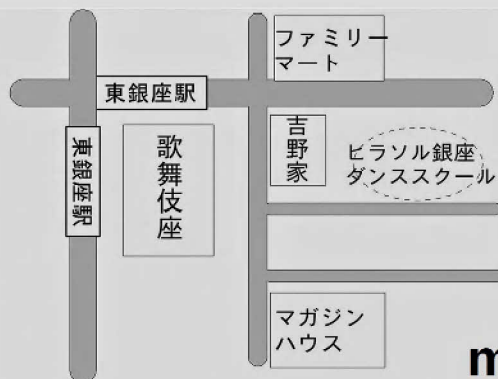 ファミリー
マート
東銀座駅
東銀座駅
歌舞伎座
吉野家
ヒラソル銀座
ダンススクール
マガジン
ハウス
m